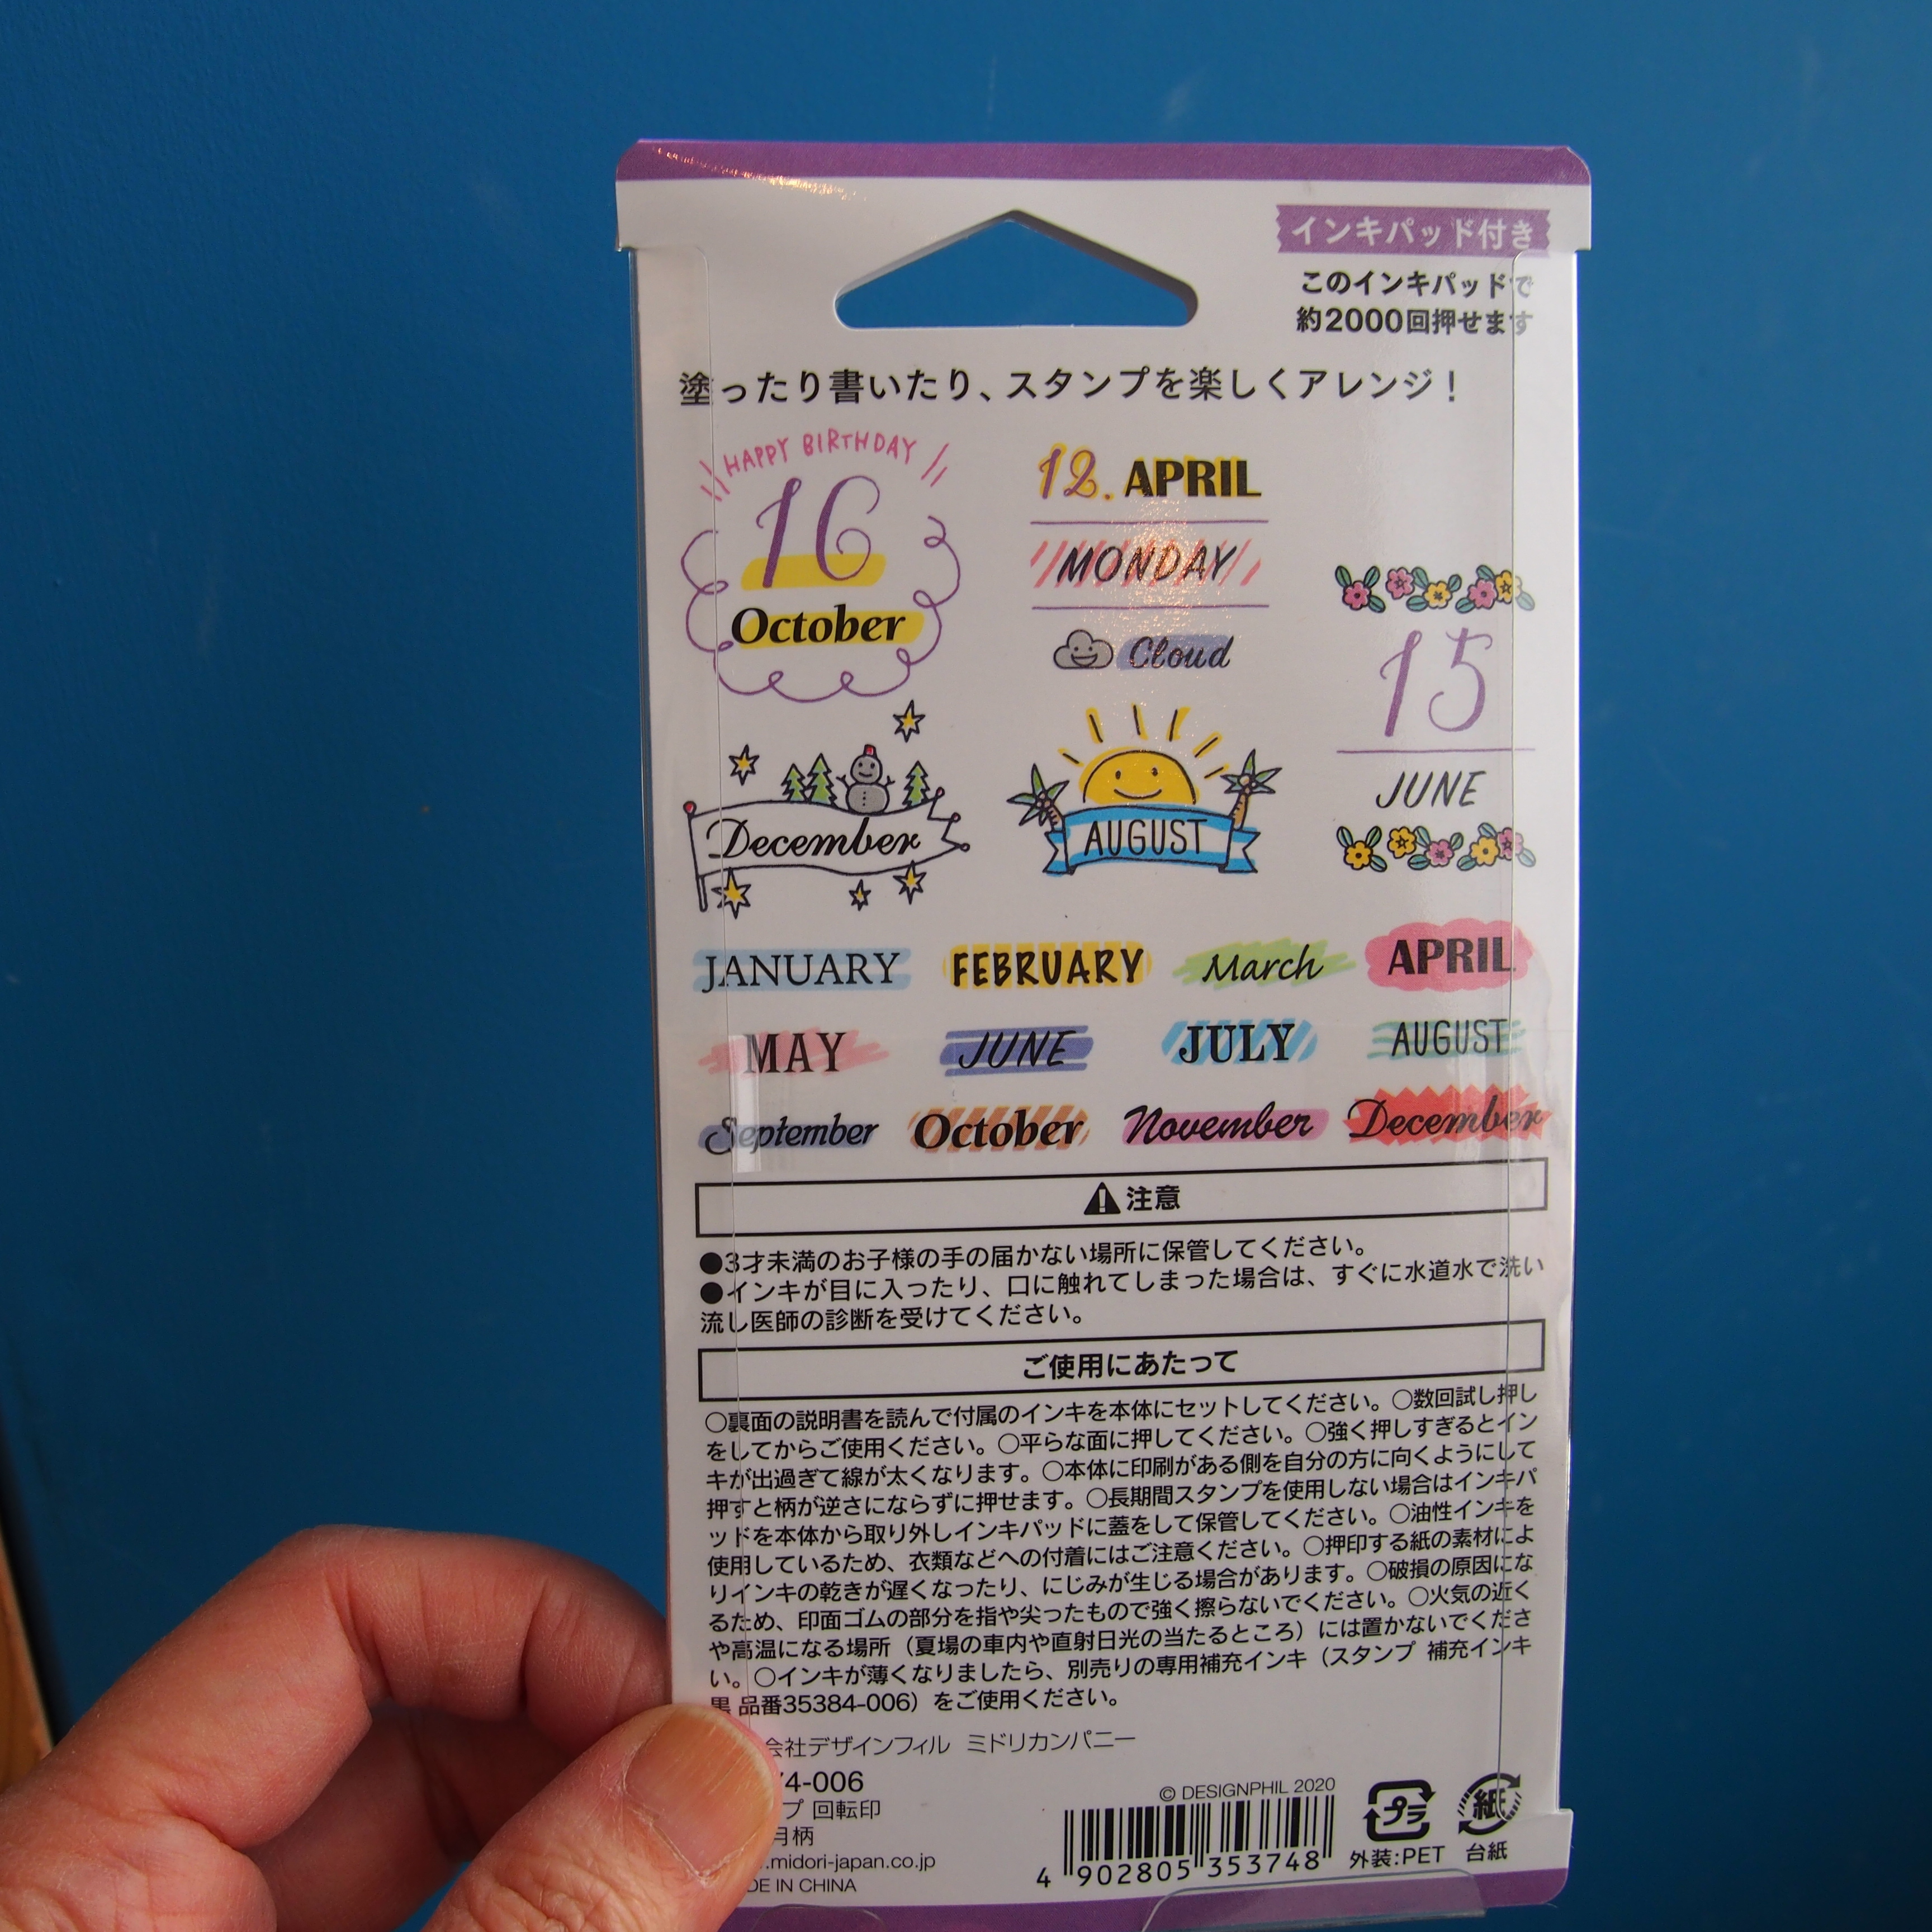 インキパッド付き
このインキパッドで
約2000回押せます
塗ったり書いたり、スタンプを楽しくアレンジ！
HAPPY BIRTHDAY
16
October
12. APRIL
MONDAY
Cloud
15
JUNE
December
AUGUST
JANUARY FEBRUARY March APRIL
MAY JUNE JULY AUGUST
September October November December
⚠注意
●3才未満のお子様の手の届かない場所に保管してください。
●インキが目に入ったり、口に触れてしまった場合は、すぐに水道水で洗い
流し医師の診断を受けてください。
ご使用にあたって
○裏面の説明書を読んで付属のインキを本体にセットしてください。○数回試し押し
をしてからご使用ください。○平らな面に押してください。○強く押しすぎるとイン
キが出過ぎて線が太くなります。○本体に印刷がある側を自分の方に向くようにして
押すと柄が逆さにならずに押せます。○長期間スタンプを使用しない場合はインキパ
ッドを本体から取り外しインキパッドに蓋をして保管してください。○油性インキを
使用しているため、衣類などへの付着にはご注意ください。○押印する紙の素材によ
りインキの乾きが遅くなったり、にじみが生じる場合があります。○破損の原因にな
るため、印面ゴムの部分を指や尖ったもので強く擦らないでください。○火気の近く
や高温になる場所（夏場の車内や直射日光の当たるところ）には置かないでくださ
い。○インキが薄くなりましたら、別売りの専用補充インキ（スタンプ 補充インキ
黒 品番35384-006）をご使用ください。
会社デザインフィル ミドリカンパニー
4-006
プ 回転印
月柄
.midori-japan.co.jp
DE IN CHINA
© DESIGNPHIL 2020
4 902805 353748
プラ
外装:PET
紙
台紙